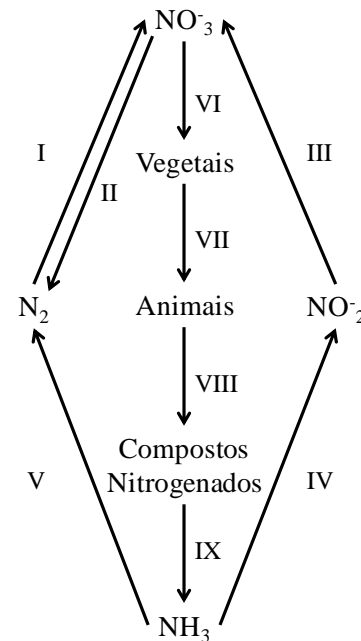 NO⁻₃
VI
I
III
Vegetais
II
VII
N₂
Animais
NO⁻₂
VIII
Compostos
Nitrogenados
V
IV
IX
NH₃